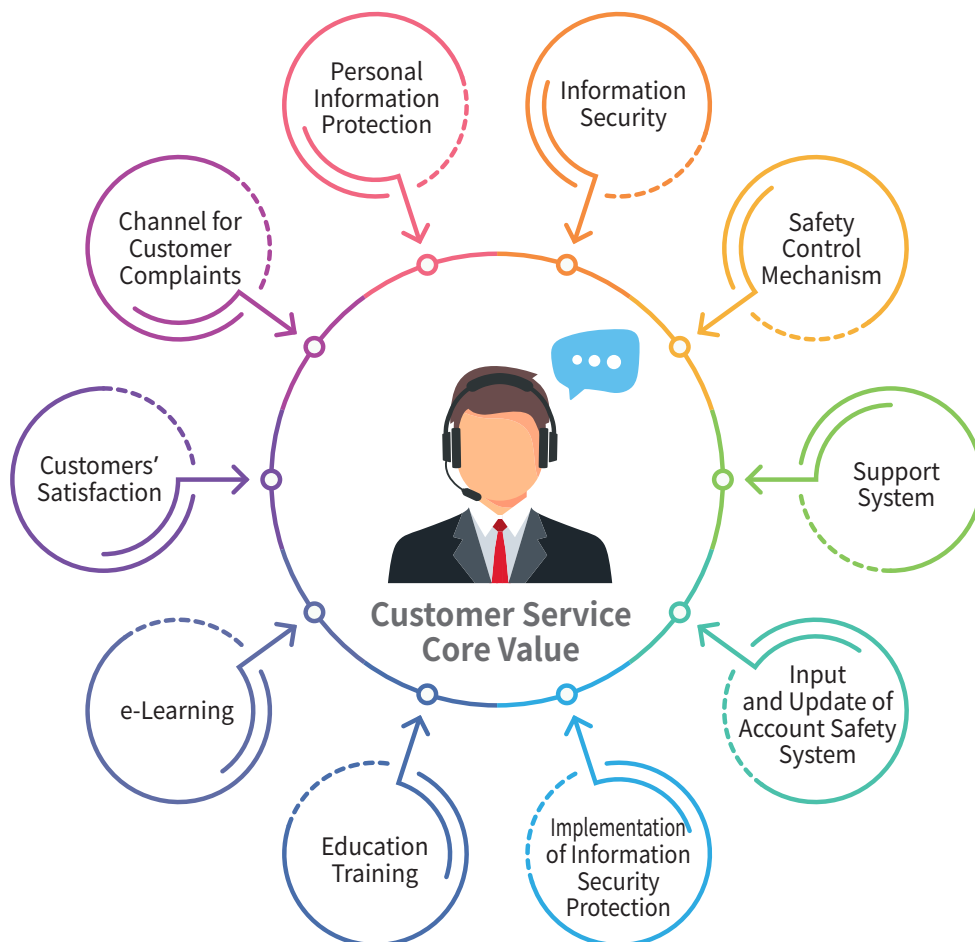 Personal
Information
Protection
Information
Security
Channel for
Customer
Complaints
Safety
Control
Mechanism
Customers’
Satisfaction
Support
System
Customer Service
Core Value
e-Learning
Input
and Update of
Account Safety
System
Education
Training
Implementation
of Information
Security
Protection